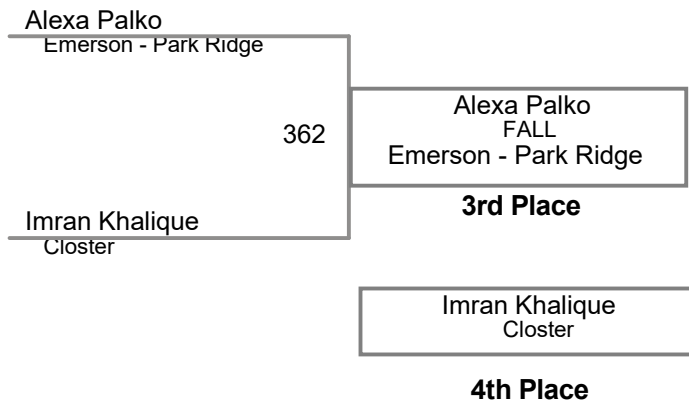 Alexa Palko
Emerson - Park Ridge
362
Alexa Palko
FALL
Emerson - Park Ridge
3rd Place
Imran Khalique
Closter
Imran Khalique
Closter
4th Place